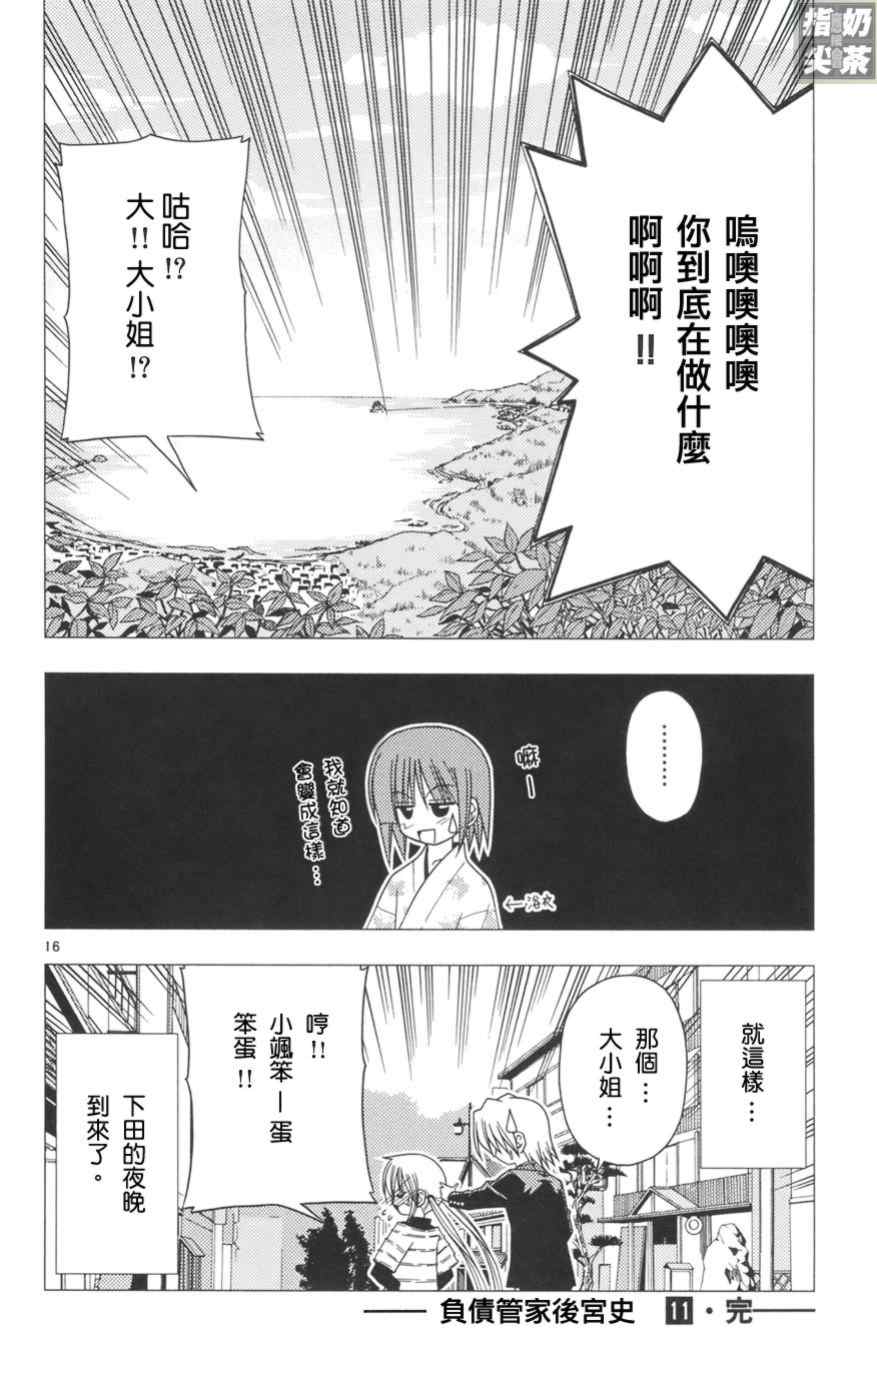 指奶
尖茶
嗚噢噢噢噢
你到底在做什麼
啊啊啊!!
咕哈!?
大!!大小姐!?
………
嘛ー
我就知道
會變成這樣…
←浴衣
16
就這樣…
那個…
大小姐…
哼!!
小颯笨ー蛋
笨蛋!!
下田的夜晚
到來了。
負債管家後宮史 11・完